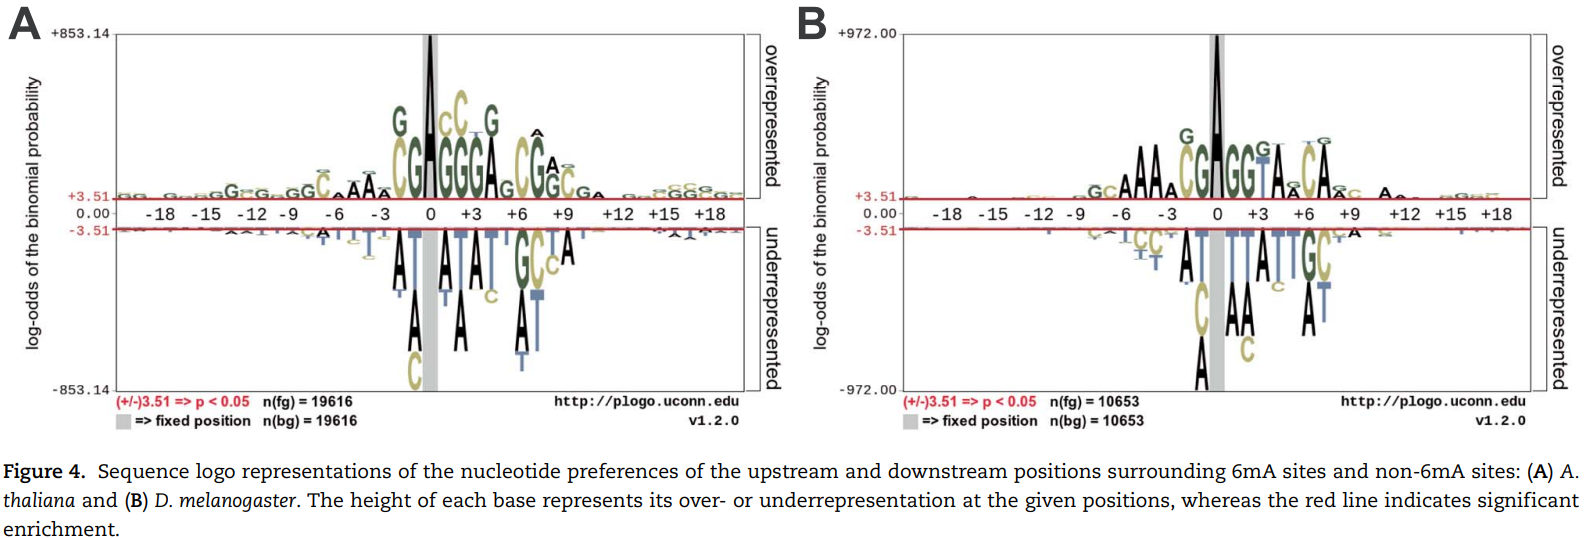 A
B
+853.14
+3.51
0.00
-3.51
-853.14
log-odds of the binomial probability
overrepresented
underrepresented
-18 -15 -12 -9 -6 -3 0 +3 +6 +9 +12 +15 +18
(+/-)3.51 => p < 0.05 n(fg) = 19616
=> fixed position n(bg) = 19616
http://plogo.uconn.edu
v1.2.0
+972.00
+3.51
0.00
-3.51
-972.00
log-odds of the binomial probability
overrepresented
underrepresented
-18 -15 -12 -9 -6 -3 0 +3 +6 +9 +12 +15 +18
(+/-)3.51 => p < 0.05 n(fg) = 10653
=> fixed position n(bg) = 10653
http://plogo.uconn.edu
v1.2.0
Figure 4. Sequence logo representations of the nucleotide preferences of the upstream and downstream positions surrounding 6mA sites and non-6mA sites: (A) A.
thaliana and (B) D. melanogaster. The height of each base represents its over- or underrepresentation at the given positions, whereas the red line indicates significant
enrichment.